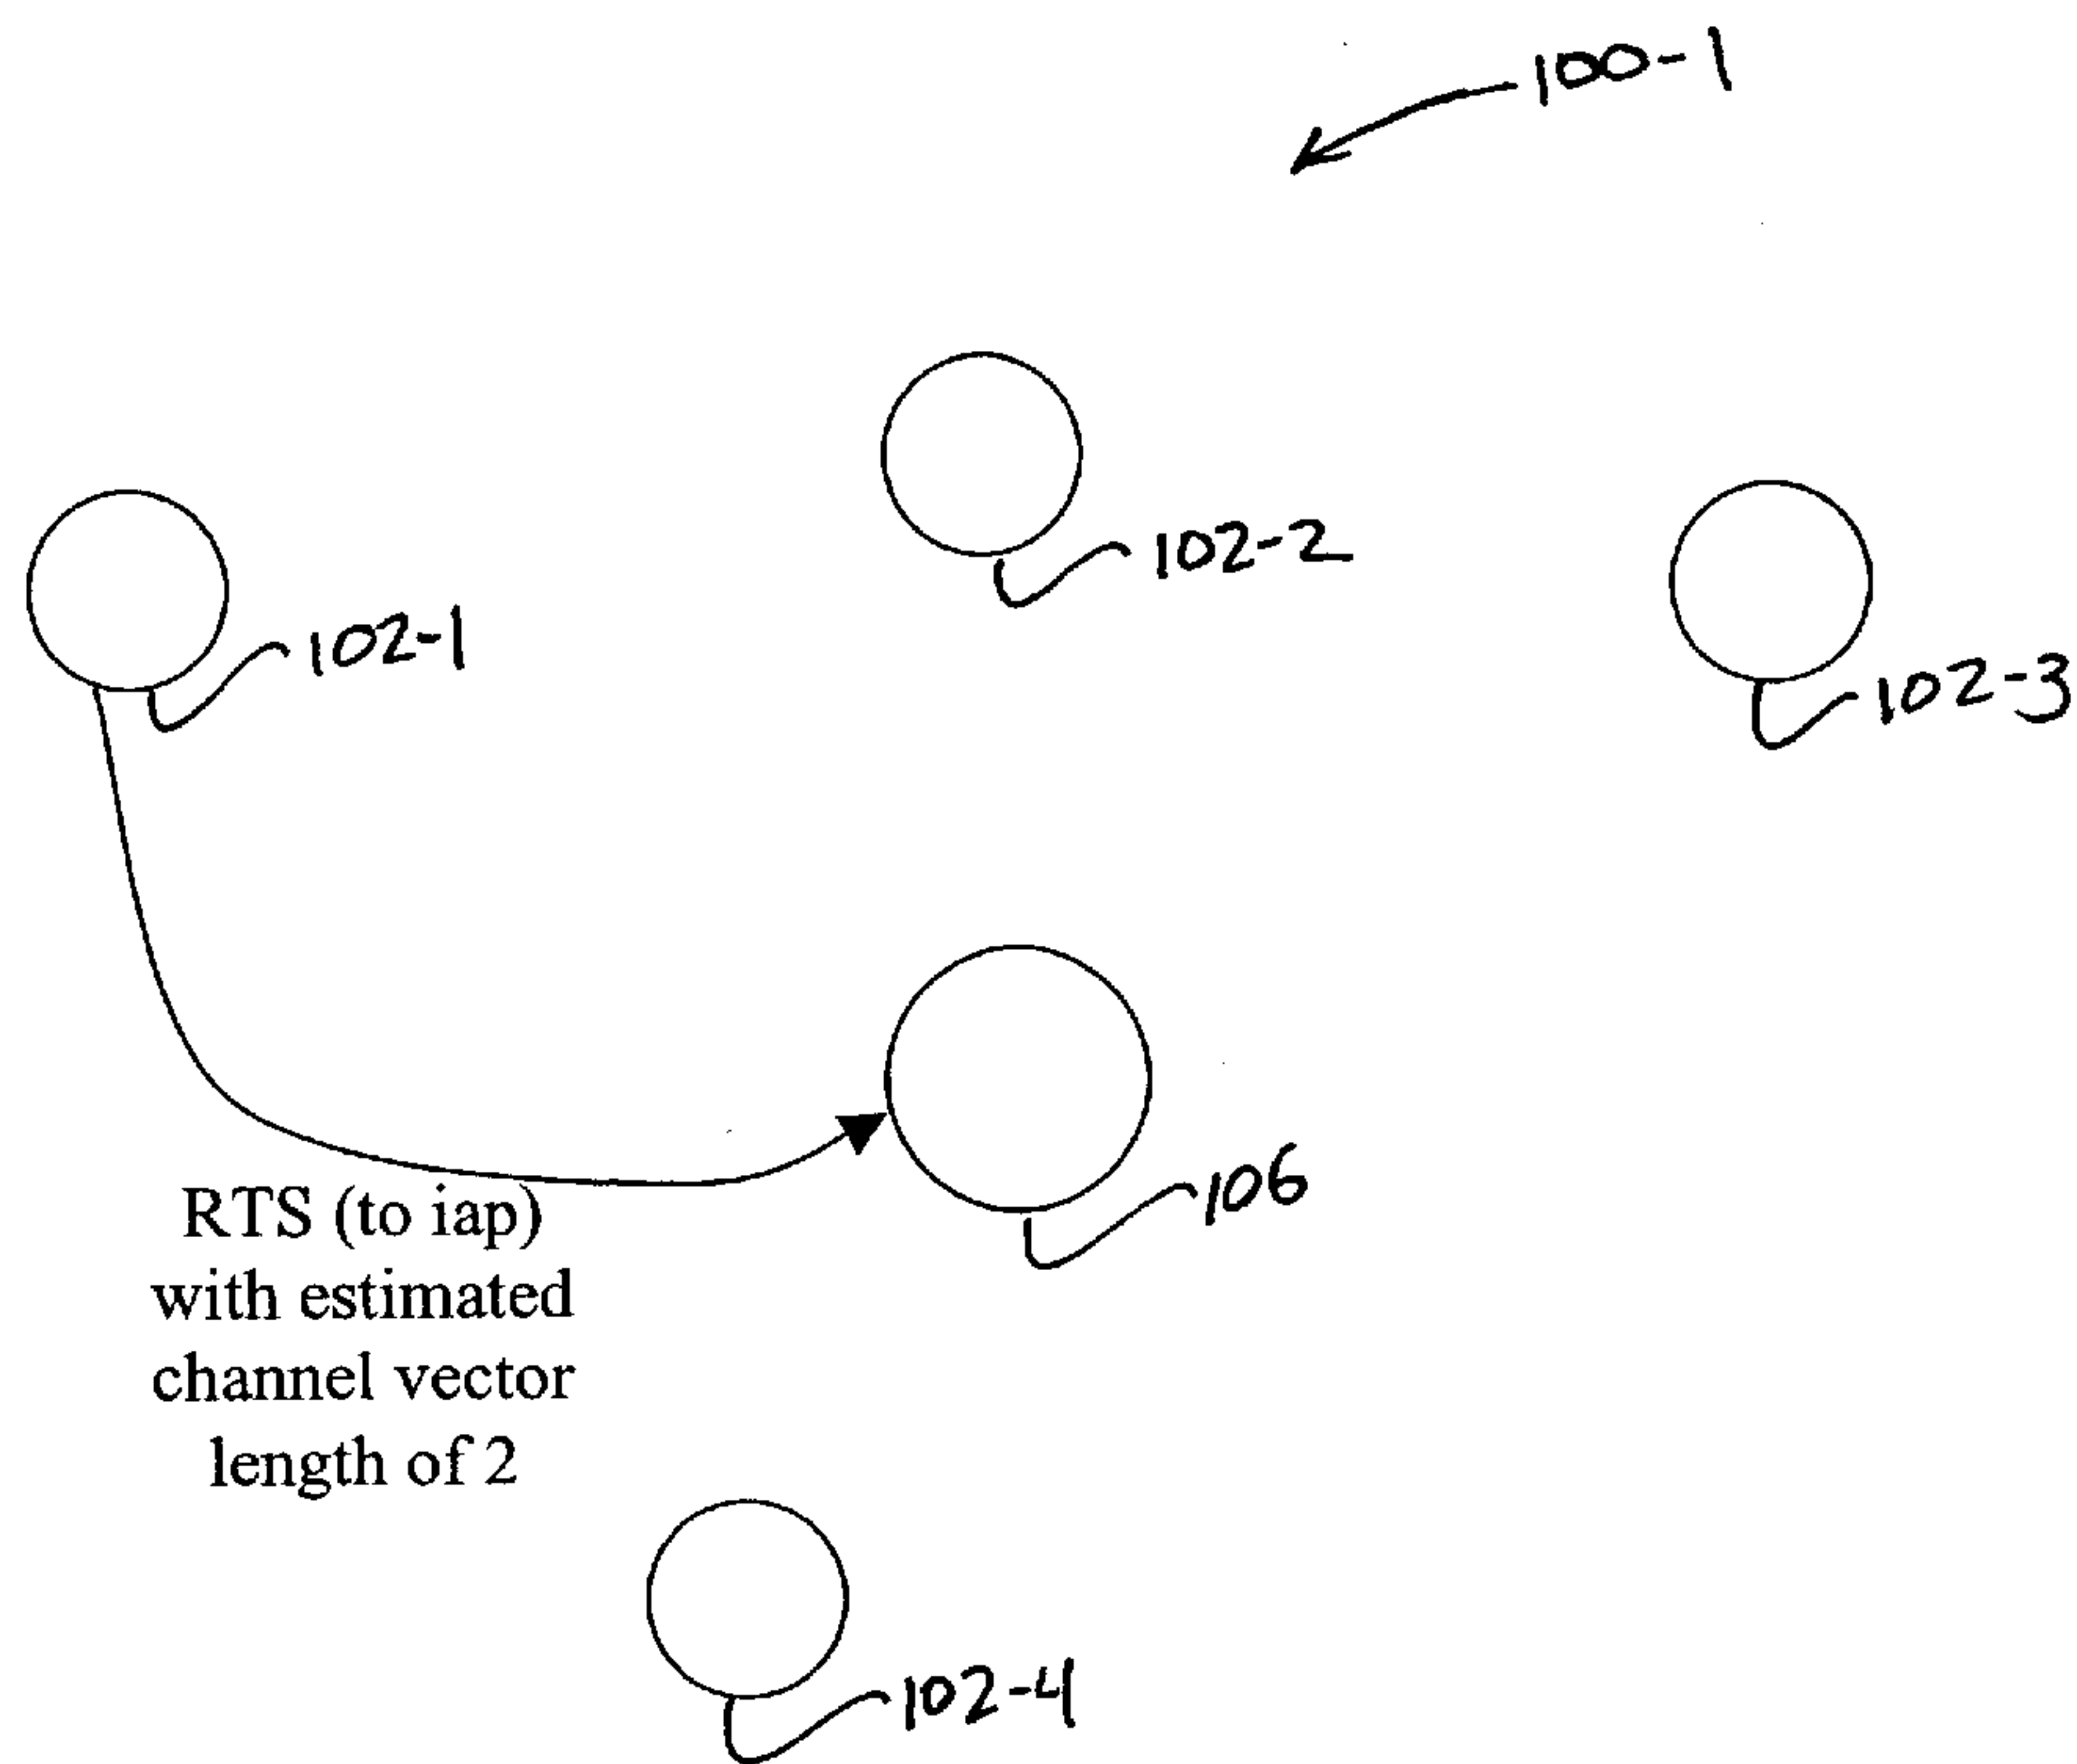 100-1
102-2
102-1
102-3
106
RTS (to iap)
with estimated
channel vector
length of 2
102-4